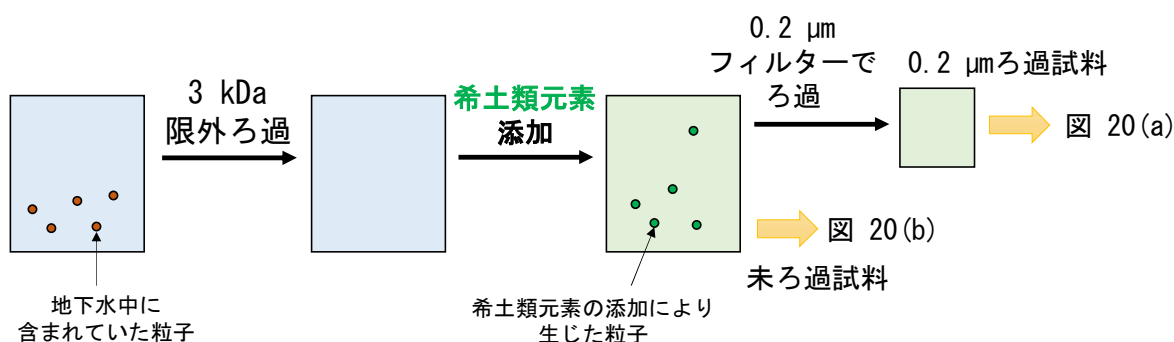 3 kDa
限外ろ過
希土類元素
添加
0.2 µm
フィルターで
ろ過
0.2 µmろ過試料
図 20(a)
図 20(b)
未ろ過試料
地下水中に
含まれていた粒子
希土類元素の添加により
生じた粒子